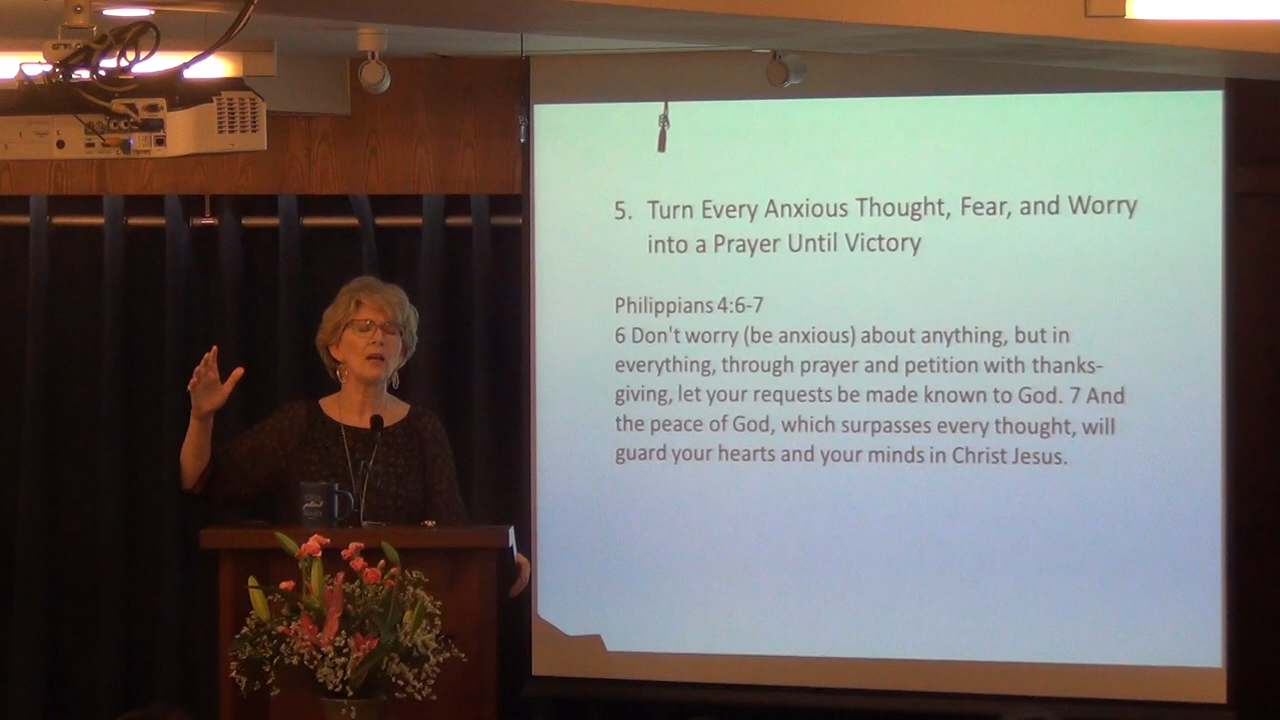 5. Turn Every Anxious Thought, Fear, and Worry
into a Prayer Until Victory
Philippians 4:6-7
6 Don't worry (be anxious) about anything, but in
everything, through prayer and petition with thanks-
giving, let your requests be made known to God. 7 And
the peace of God, which surpasses every thought, will
guard your hearts and your minds in Christ Jesus.